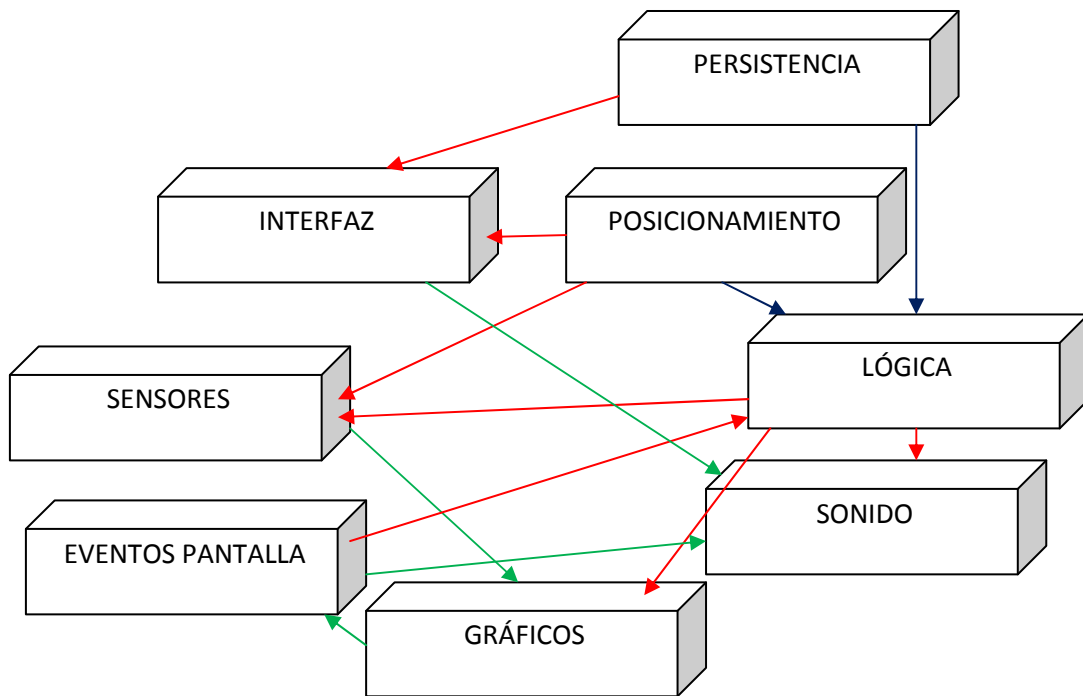 PERSISTENCIA
INTERFAZ
POSICIONAMIENTO
LÓGICA
SENSORES
SONIDO
EVENTOS PANTALLA
GRÁFICOS